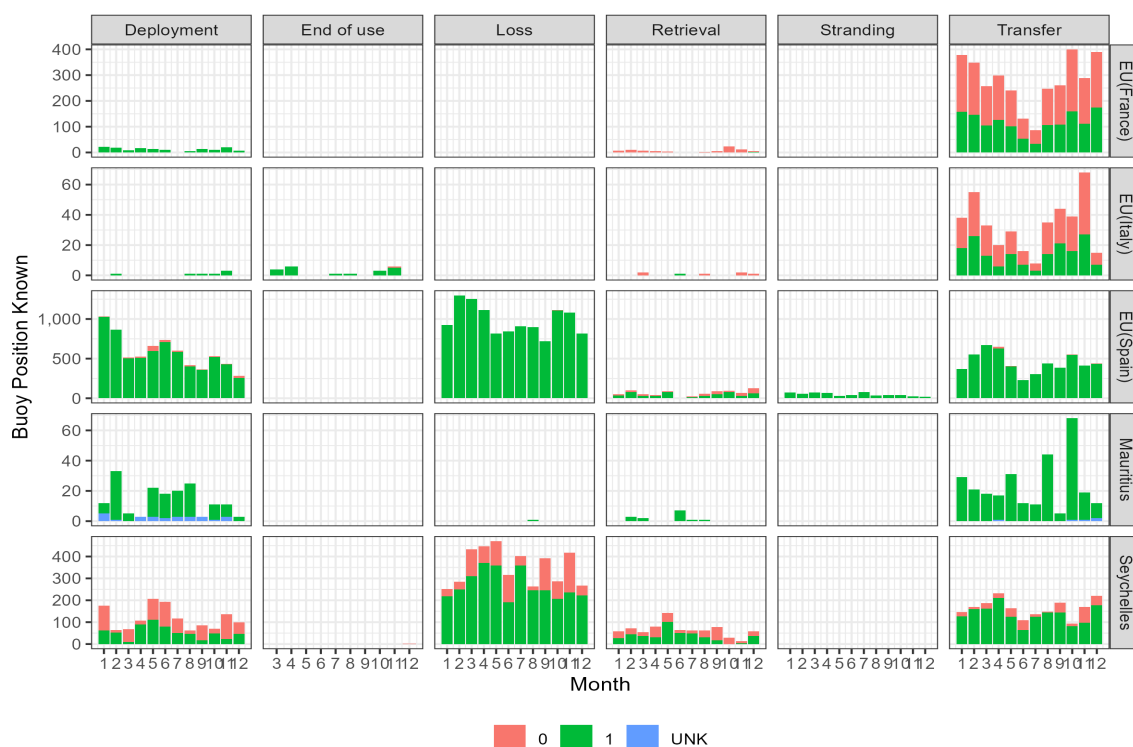 Deployment End of use Loss Retrieval Stranding Transfer
400
300
200
100
0
EU(France)
60
40
20
0
EU(Italy)
1,000
500
0
EU(Spain)
60
40
20
0
Mauritius
400
300
200
100
0
Seychelles
Buoy Position Known
1 2 3 4 5 6 7 8 9 10 11 12 3 4 5 6 7 8 9 10 11 12 1 2 3 4 5 6 7 8 9 10 11 12 1 2 3 4 5 6 7 8 9 10 11 12 1 2 3 4 5 6 7 8 9 10 11 12 1 2 3 4 5 6 7 8 9 10 11 12
Month
0 1 UNK